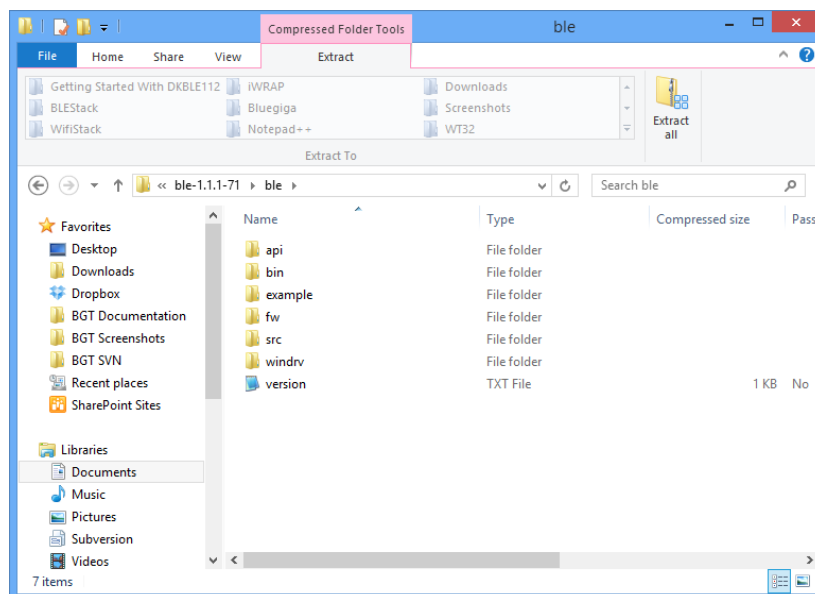 Compressed Folder Tools
ble
File
Home
Share
View
Extract
Getting Started With DKBLE112
iWRAP
Downloads
BLEStack
Bluegiga
Screenshots
WifiStack
Notepad++
WT32
Extract all
Extract To
« ble-1.1.1-71 ▸ ble ▸
Search ble
Name
Type
Compressed size
Pass
Favorites
Desktop
Downloads
Dropbox
BGT Documentation
BGT Screenshots
BGT SVN
Recent places
SharePoint Sites
Libraries
Documents
Music
Pictures
Subversion
Videos
api File folder
bin File folder
example File folder
fw File folder
src File folder
windrv File folder
version TXT File 1 KB No
7 items